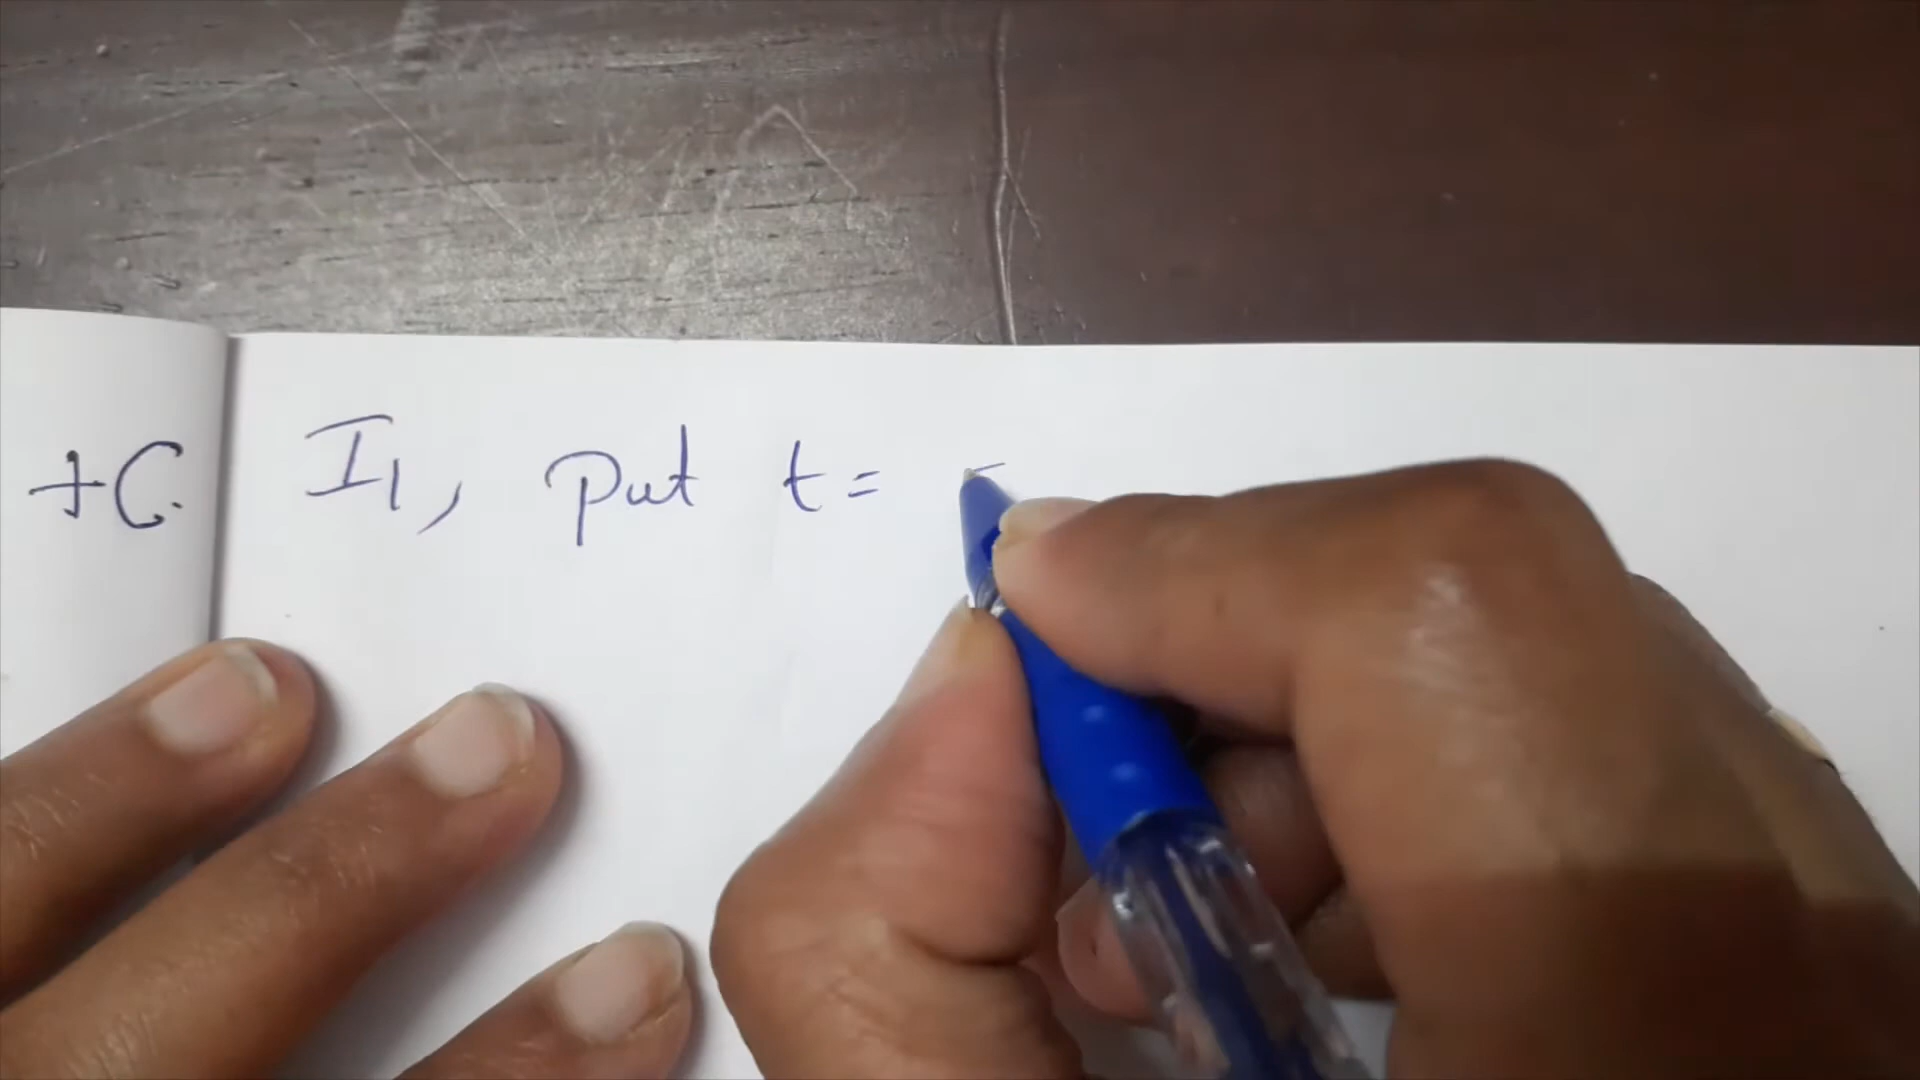 +C. I₁, put t=